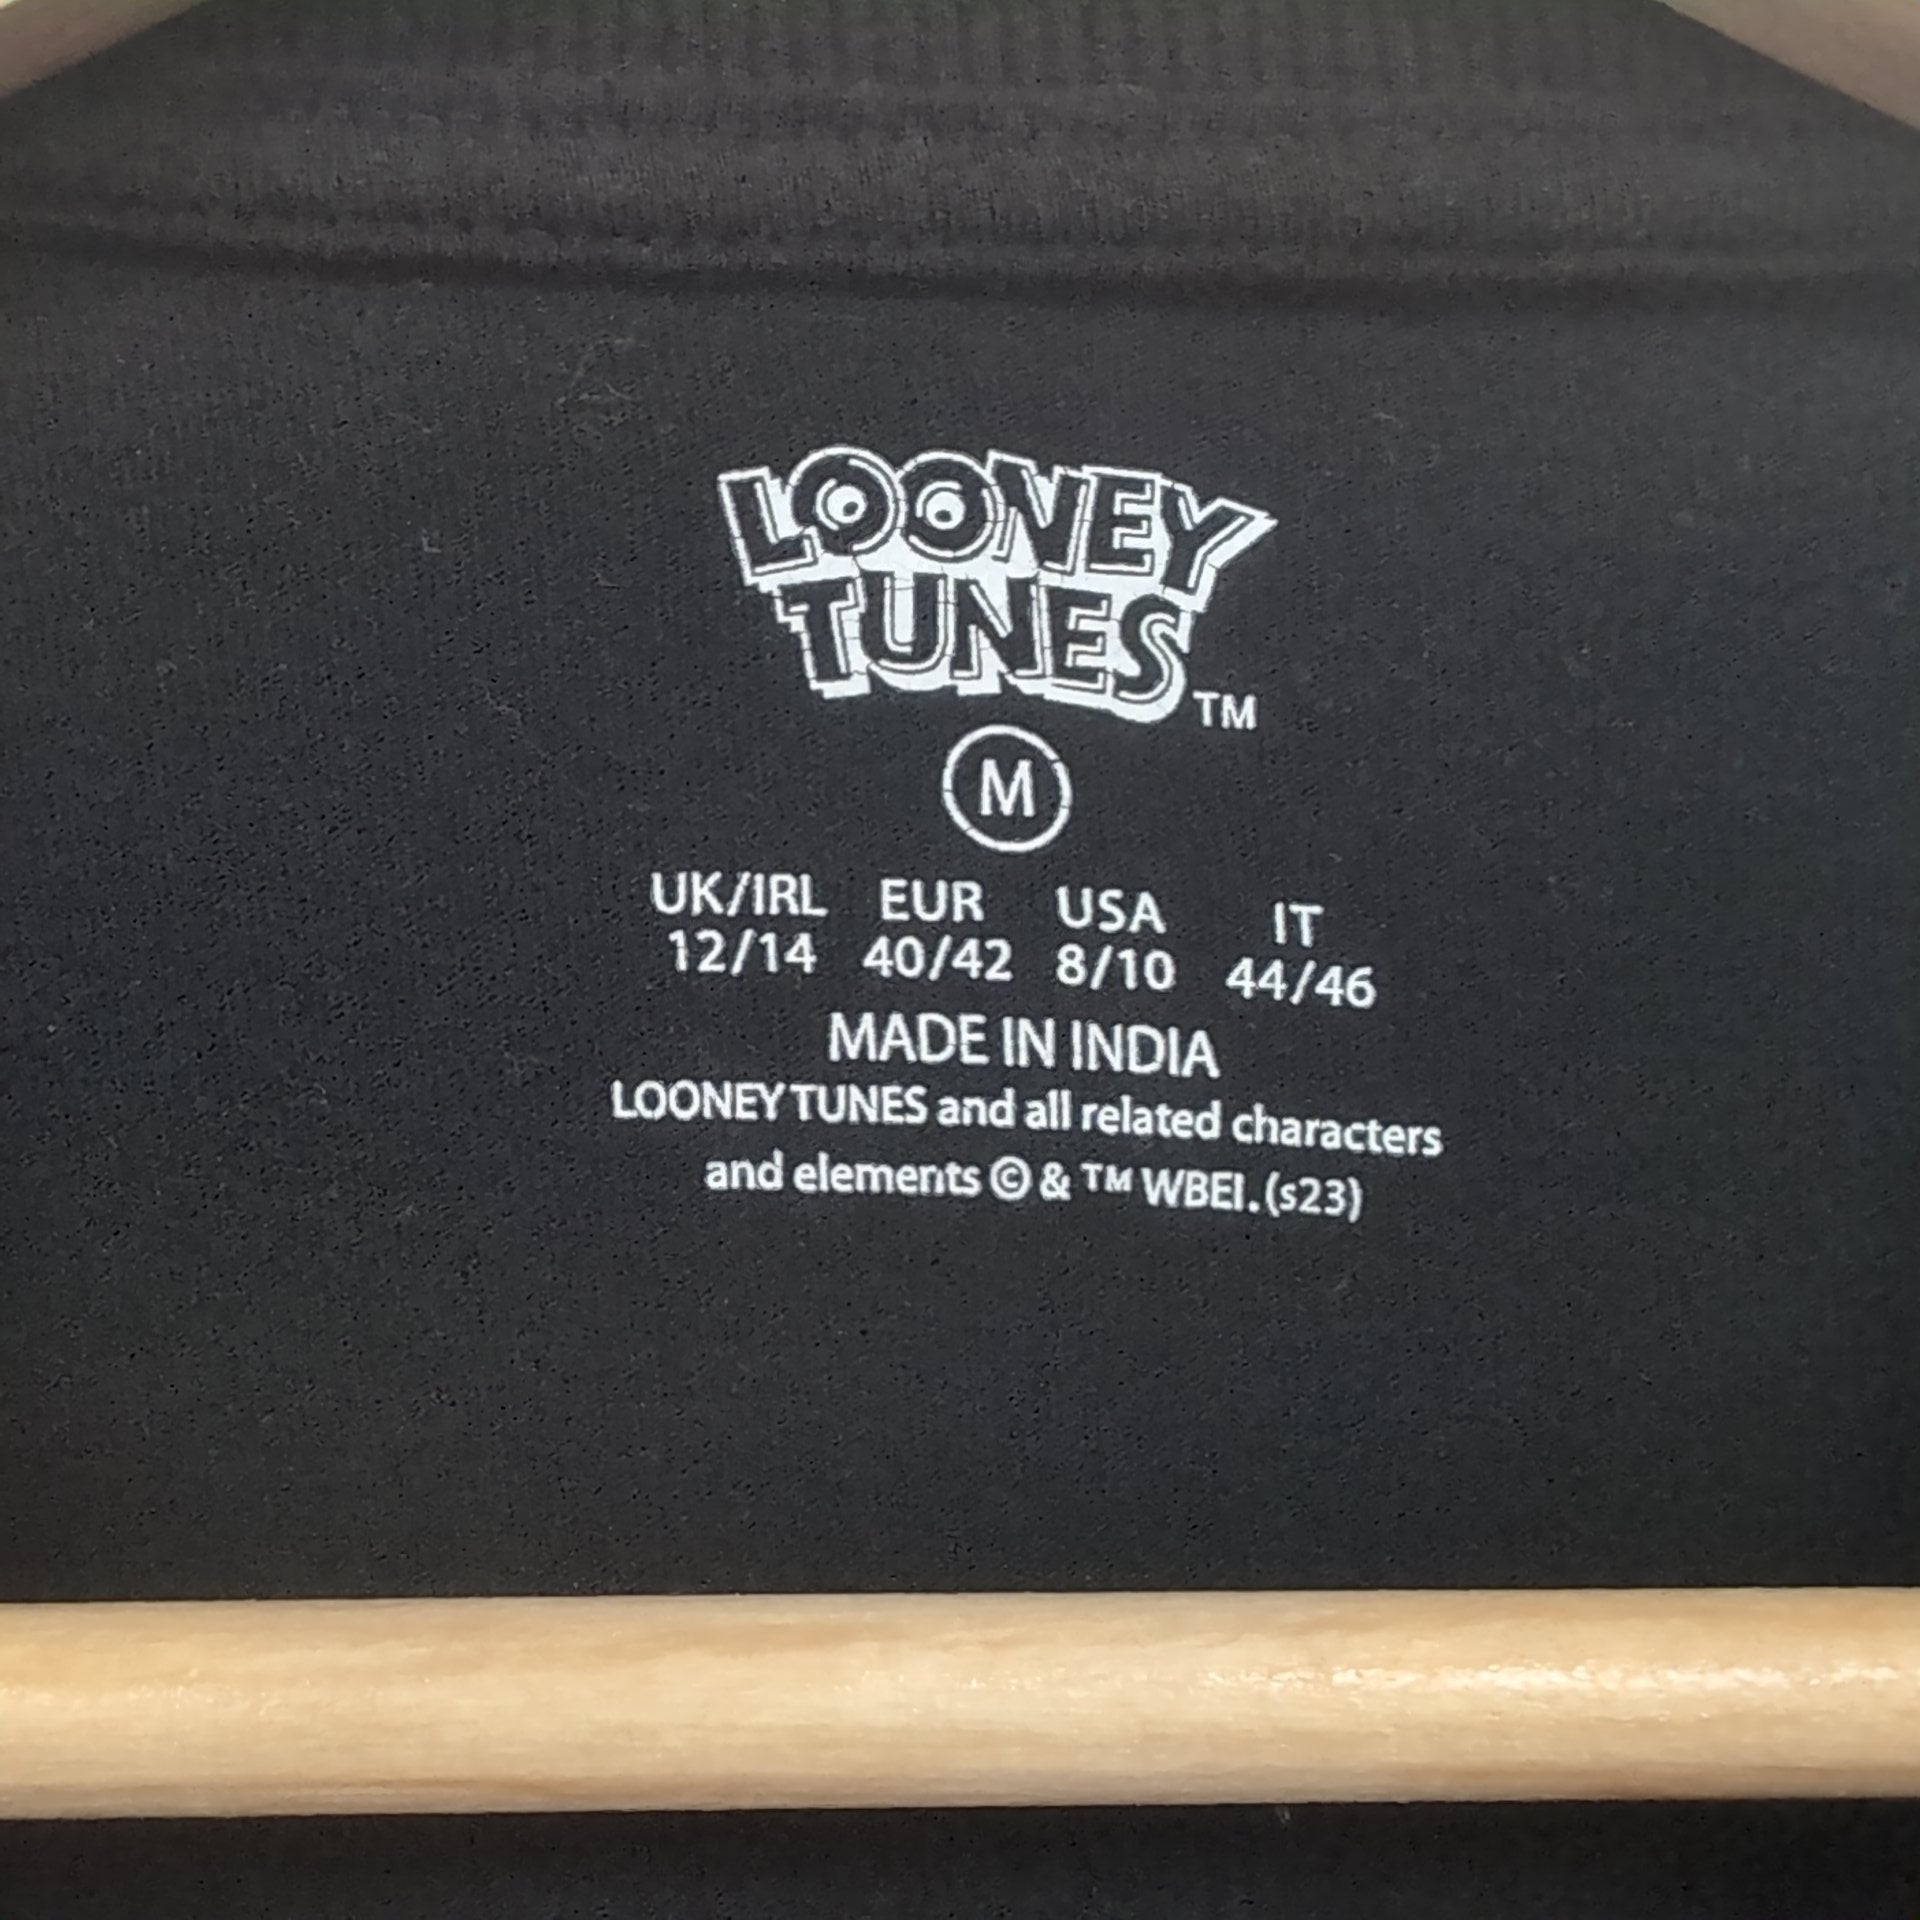 LOONEY
TUNES™
M
UK/IRL EUR USA IT
12/14 40/42 8/10 44/46
MADE IN INDIA
LOONEY TUNES and all related characters
and elements © & ™ WBEI. (s23)